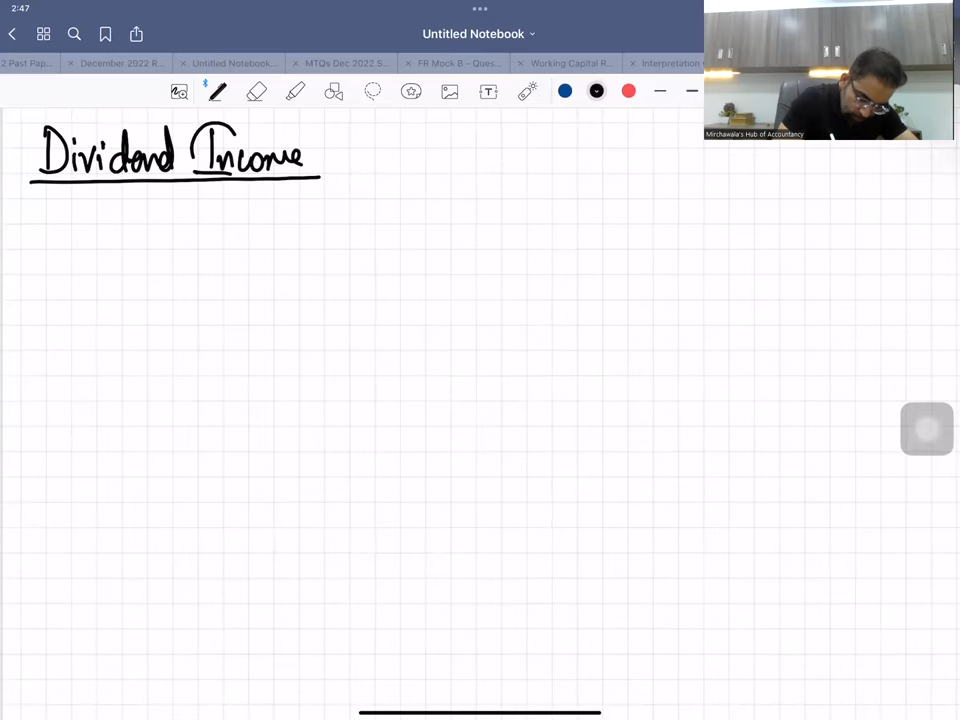 2:47
Untitled Notebook
2 Past Pap...
December 2022 R...
Untitled Notebook...
MTQs Dec 2022 S...
FR Mock B - Ques...
Working Capital R...
Interpretation
Mirchawala's Hub of Accountancy
Dividend Income